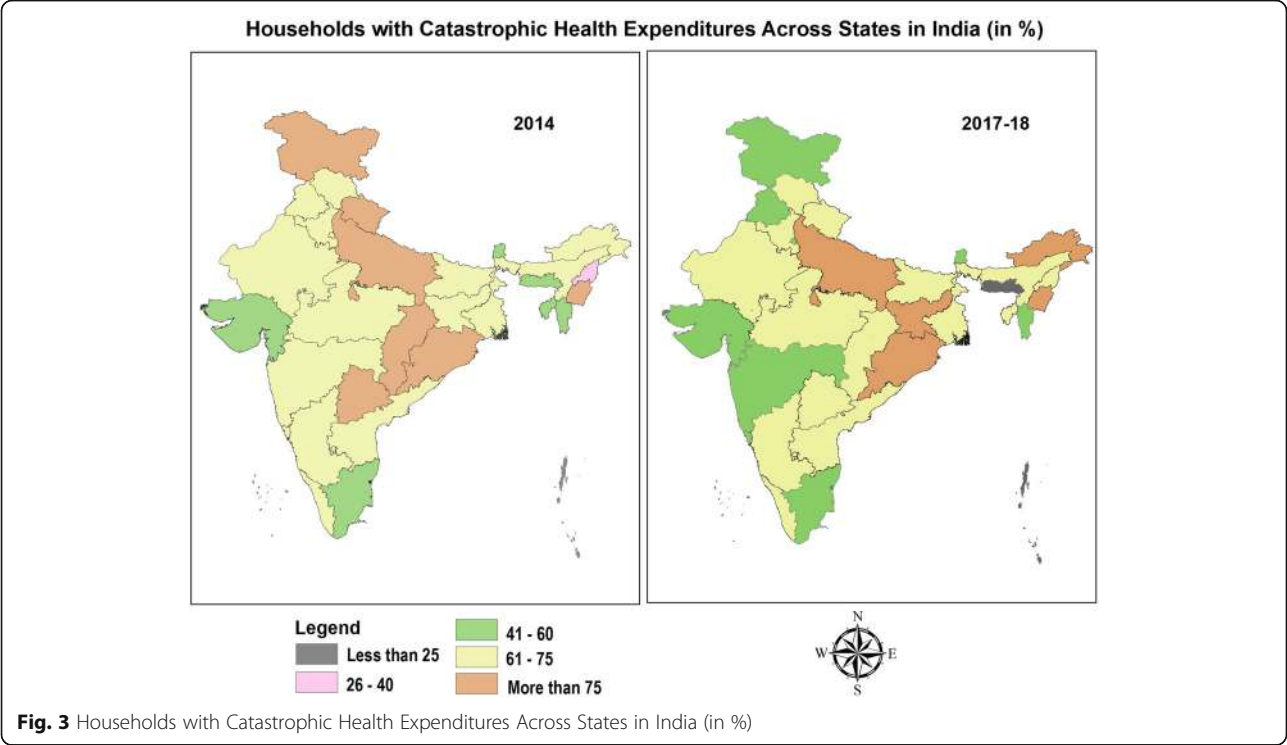 Households with Catastrophic Health Expenditures Across States in India (in %)
2014
2017-18
Legend
Less than 25
26 - 40
41 - 60
61 - 75
More than 75
N
W E
S
Fig. 3 Households with Catastrophic Health Expenditures Across States in India (in %)